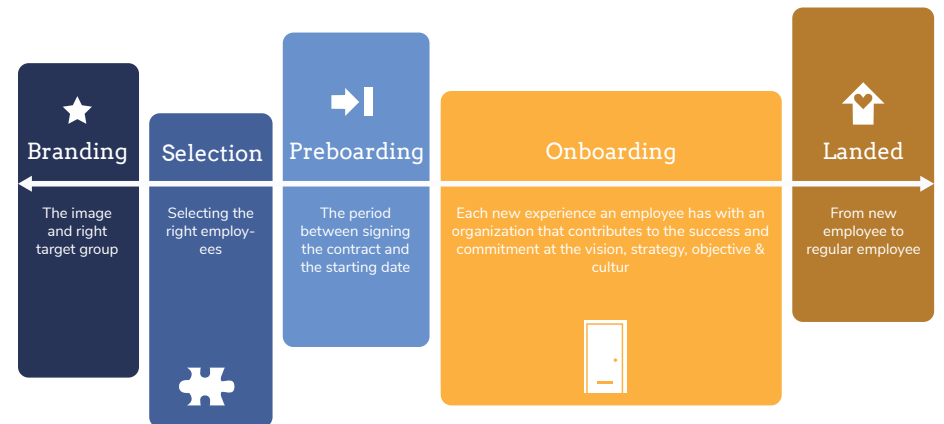 Branding
The image
and right
target group
Selection
Selecting the
right employ-
ees
Preboarding
The period
between signing
the contract and
the starting date
Onboarding
Each new experience an employee has with an
organization that contributes to the success and
commitment at the vision, strategy, objective &
cultur
Landed
From new
employee to
regular employee